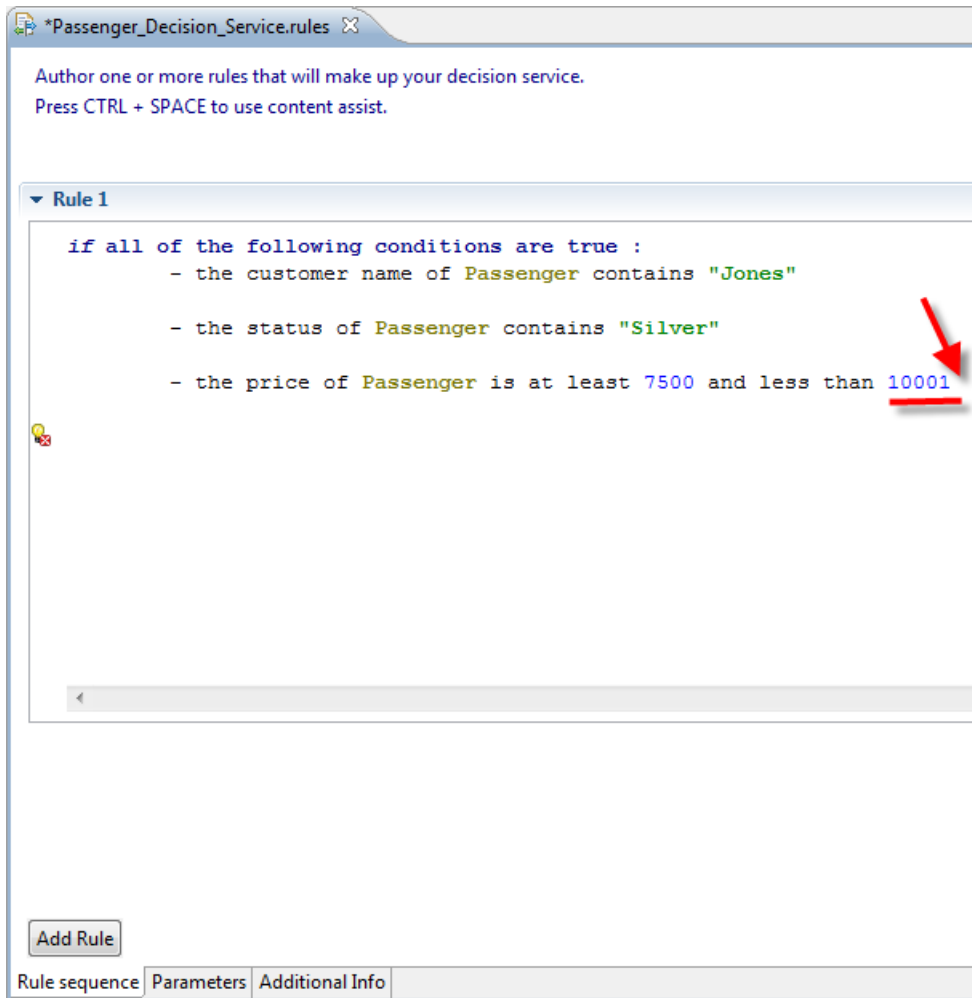 *Passenger_Decision_Service.rules
Author one or more rules that will make up your decision service.
Press CTRL + SPACE to use content assist.
Rule 1
if all of the following conditions are true :
- the customer name of Passenger contains "Jones"
- the status of Passenger contains "Silver"
- the price of Passenger is at least 7500 and less than 10001
Add Rule
Rule sequence Parameters Additional Info